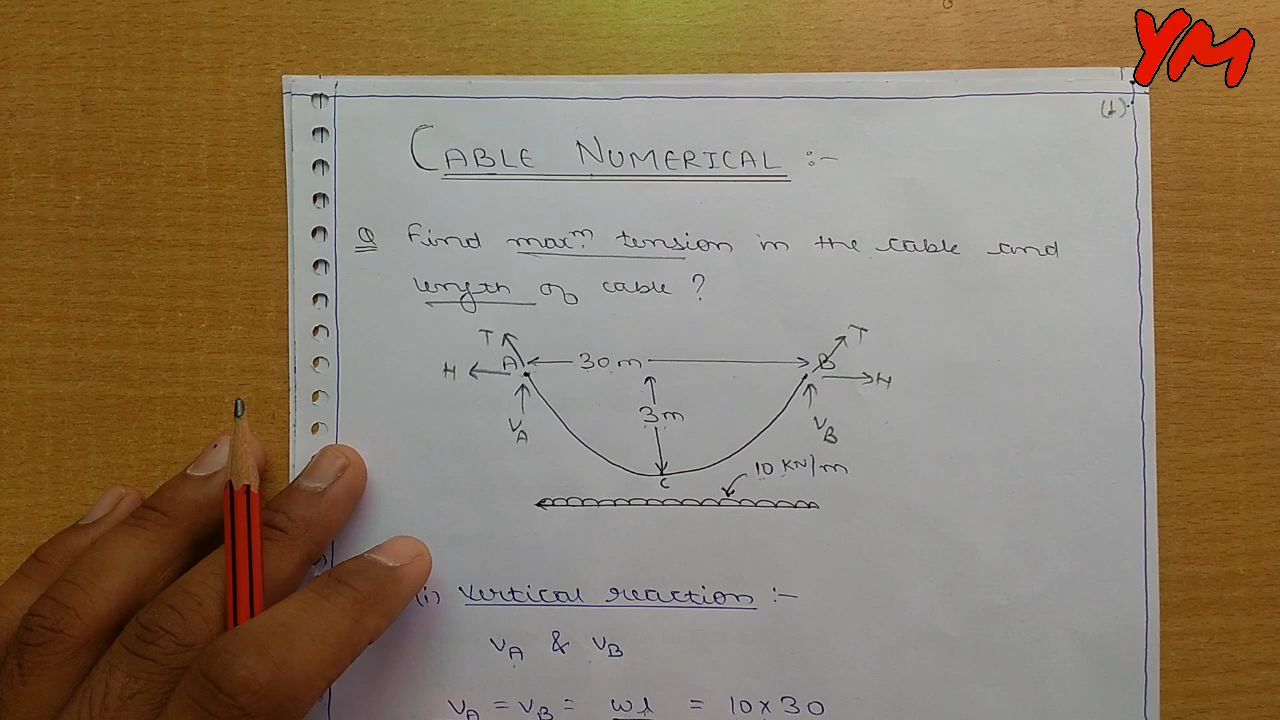 YM
(1).
CABLE NUMERICAL :-
Q Find maxm. tension in the cable and
length of cable ?
T T
A 30 m B
H H
3m
VA VB
C 10 KN/m
(i) Vertical reaction :-
VA & VB
VA = VB = wl = 10 x 30